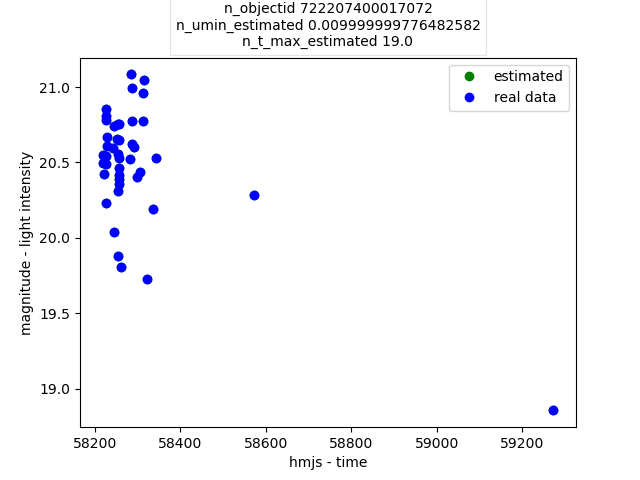 n_objectid 722207400017072
n_umin_estimated 0.009999999776482582
n_t_max_estimated 19.0
estimated
real data
21.0
20.5
20.0
19.5
19.0
magnitude - light intensity
58200 58400 58600 58800 59000 59200
hmjs - time